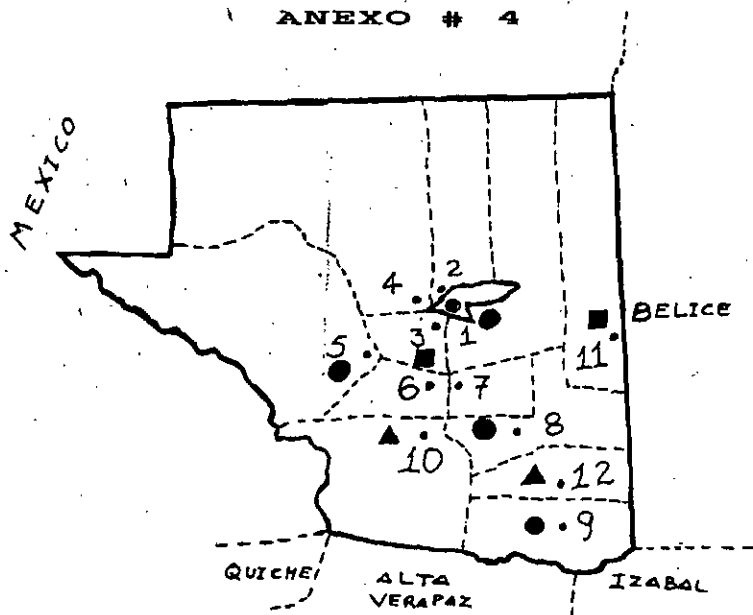 ANEXO # 4
MEXICO
2
4
BELICE
3
1
5
11
6
7
8
10
12
9
QUICHE
ALTA
VERAPAZ
IZABAL